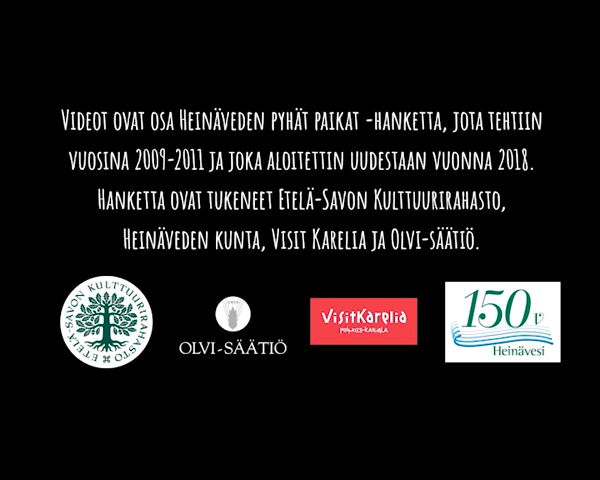 Videot ovat osa Heinäveden pyhät paikat -hanketta, jota tehtiin
vuosina 2009-2011 ja joka aloitettin uudestaan vuonna 2018.
Hanketta ovat tukeneet Etelä-Savon Kulttuurirahasto,
Heinäveden kunta, Visit Karelia ja Olvi-säätiö.
ETELÄ-SAVON KULTTUURIRAHASTO
OLVI-SÄÄTIÖ
VisitKarelia
POHJOIS-KARJALA
150v
Heinävesi